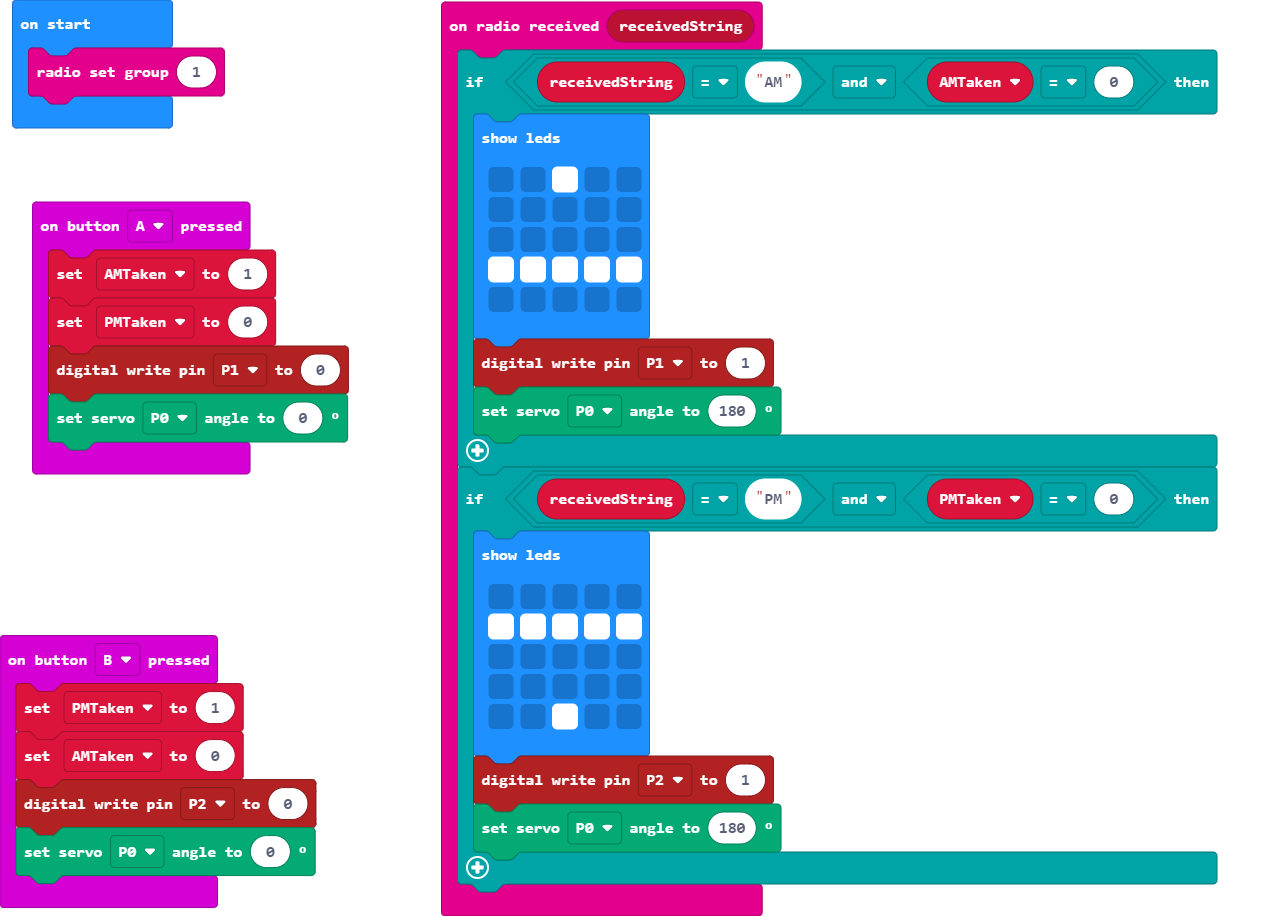 on start
radio set group 1
on button A pressed
set AMTaken to 1
set PMTaken to 0
digital write pin P1 to 0
set servo P0 angle to 0 °
on button B pressed
set PMTaken to 1
set AMTaken to 0
digital write pin P2 to 0
set servo P0 angle to 0 °
on radio received receivedString
if receivedString = "AM" and AMTaken = 0 then
show leds
digital write pin P1 to 1
set servo P0 angle to 180 °
if receivedString = "PM" and PMTaken = 0 then
show leds
digital write pin P2 to 1
set servo P0 angle to 180 °